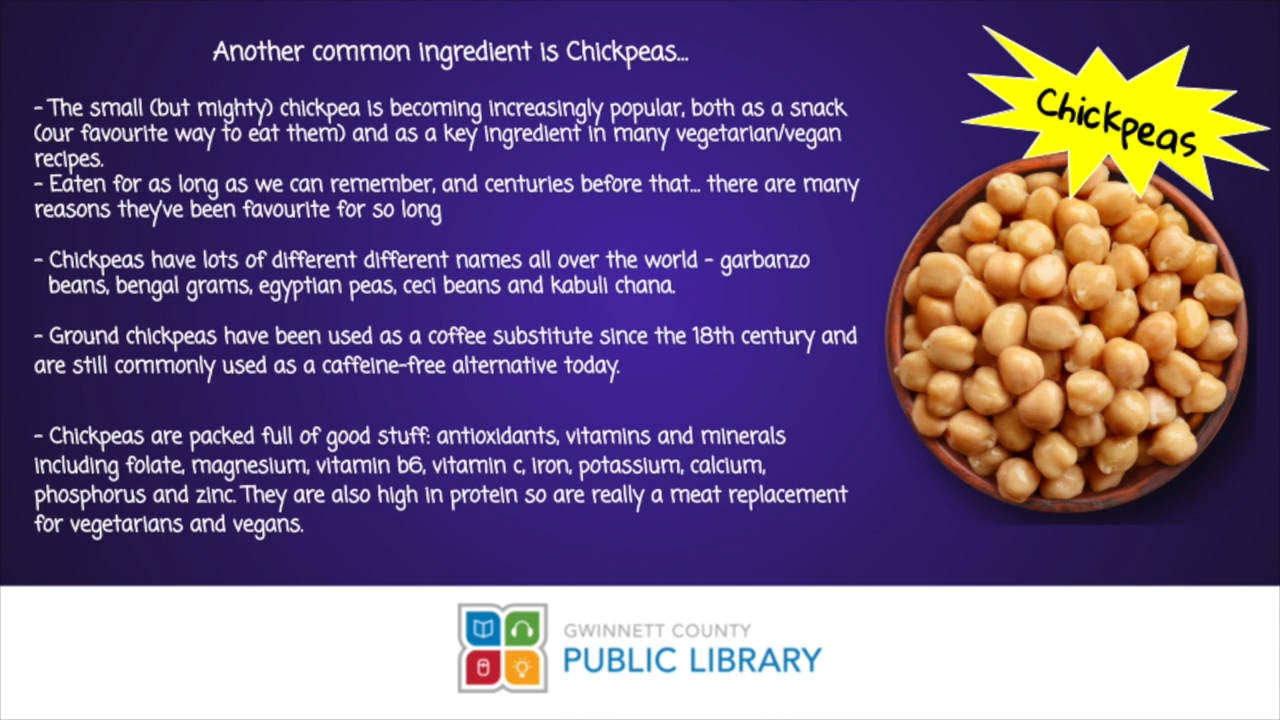 Another common ingredient is Chickpeas...
- The small (but mighty) chickpea is becoming increasingly popular, both as a snack
(our favourite way to eat them) and as a key ingredient in many vegetarian/vegan
recipes.
- Eaten for as long as we can remember, and centuries before that... there are many
reasons they've been favourite for so long
- Chickpeas have lots of different different names all over the world - garbanzo
beans, bengal grams, egyptian peas, ceci beans and kabuli chana.
- Ground chickpeas have been used as a coffee substitute since the 18th century and
are still commonly used as a caffeine-free alternative today.
- Chickpeas are packed full of good stuff: antioxidants, vitamins and minerals
including folate, magnesium, vitamin b6, vitamin c, iron, potassium, calcium,
phosphorus and zinc. They are also high in protein so are really a meat replacement
for vegetarians and vegans.
Chickpeas
GWINNETT COUNTY
PUBLIC LIBRARY